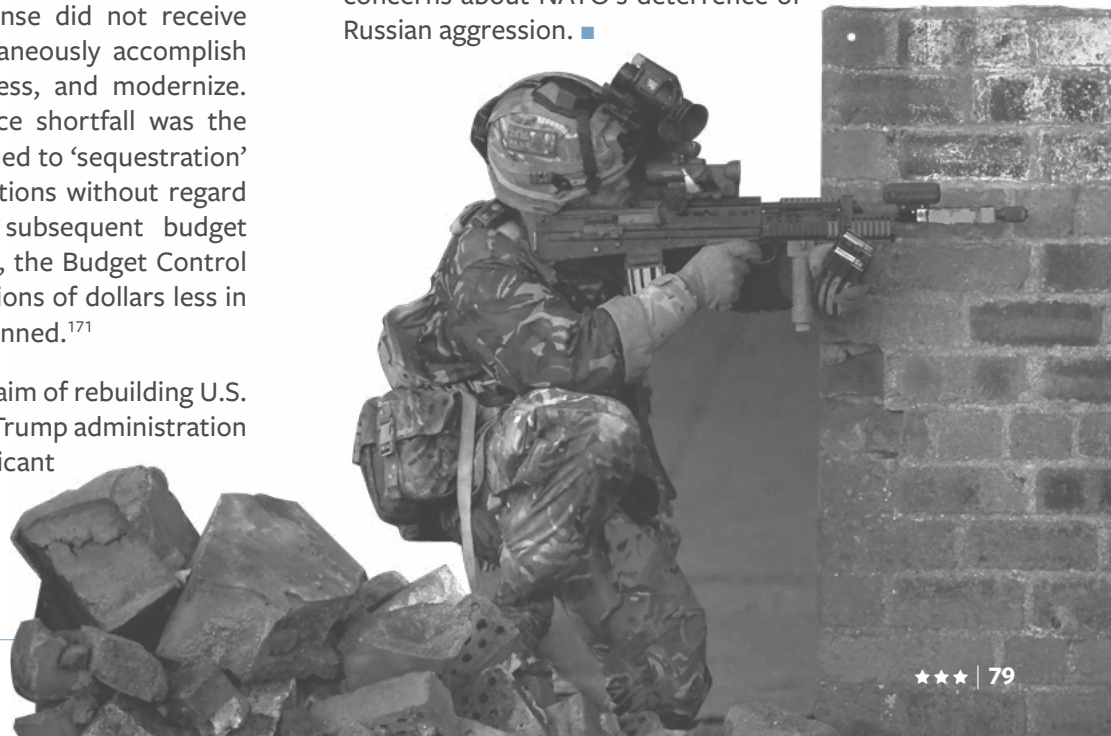 nse did not receive
aneously accomplish
ess, and modernize.
ce shortfall was the
ed to ‘sequestration’
tions without regard
subsequent budget
, the Budget Control
ions of dollars less in
nned.171
aim of rebuilding U.S.
Trump administration
icant
concerns about NATO’s deterrence of
Russian aggression. ■
★★★ | 79